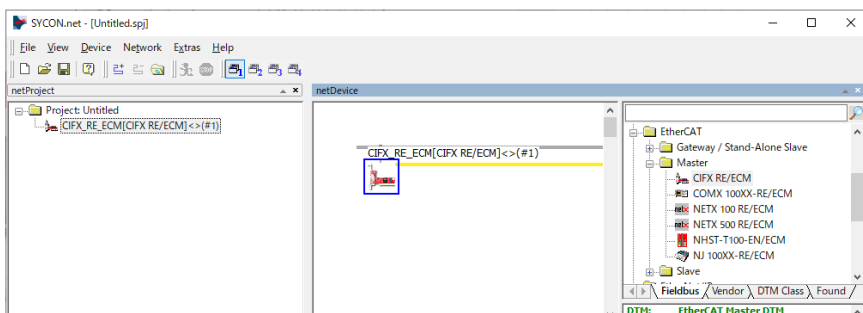 SYCON.net - [Untitled.spj]
File View Device Network Extras Help
netProject
netDevice
Project: Untitled
CIFX_RE_ECM[CIFX RE/ECM]<>(#1)
CIFX_RE_ECM[CIFX RE/ECM]<>(#1)
EtherCAT
Gateway / Stand-Alone Slave
Master
CIFX RE/ECM
COMX 100XX-RE/ECM
NETX 100 RE/ECM
NETX 500 RE/ECM
NHST-T100-EN/ECM
NJ 100XX-RE/ECM
Slave
Fieldbus Vendor DTM Class Found
DTM: EtherCAT Master DTM